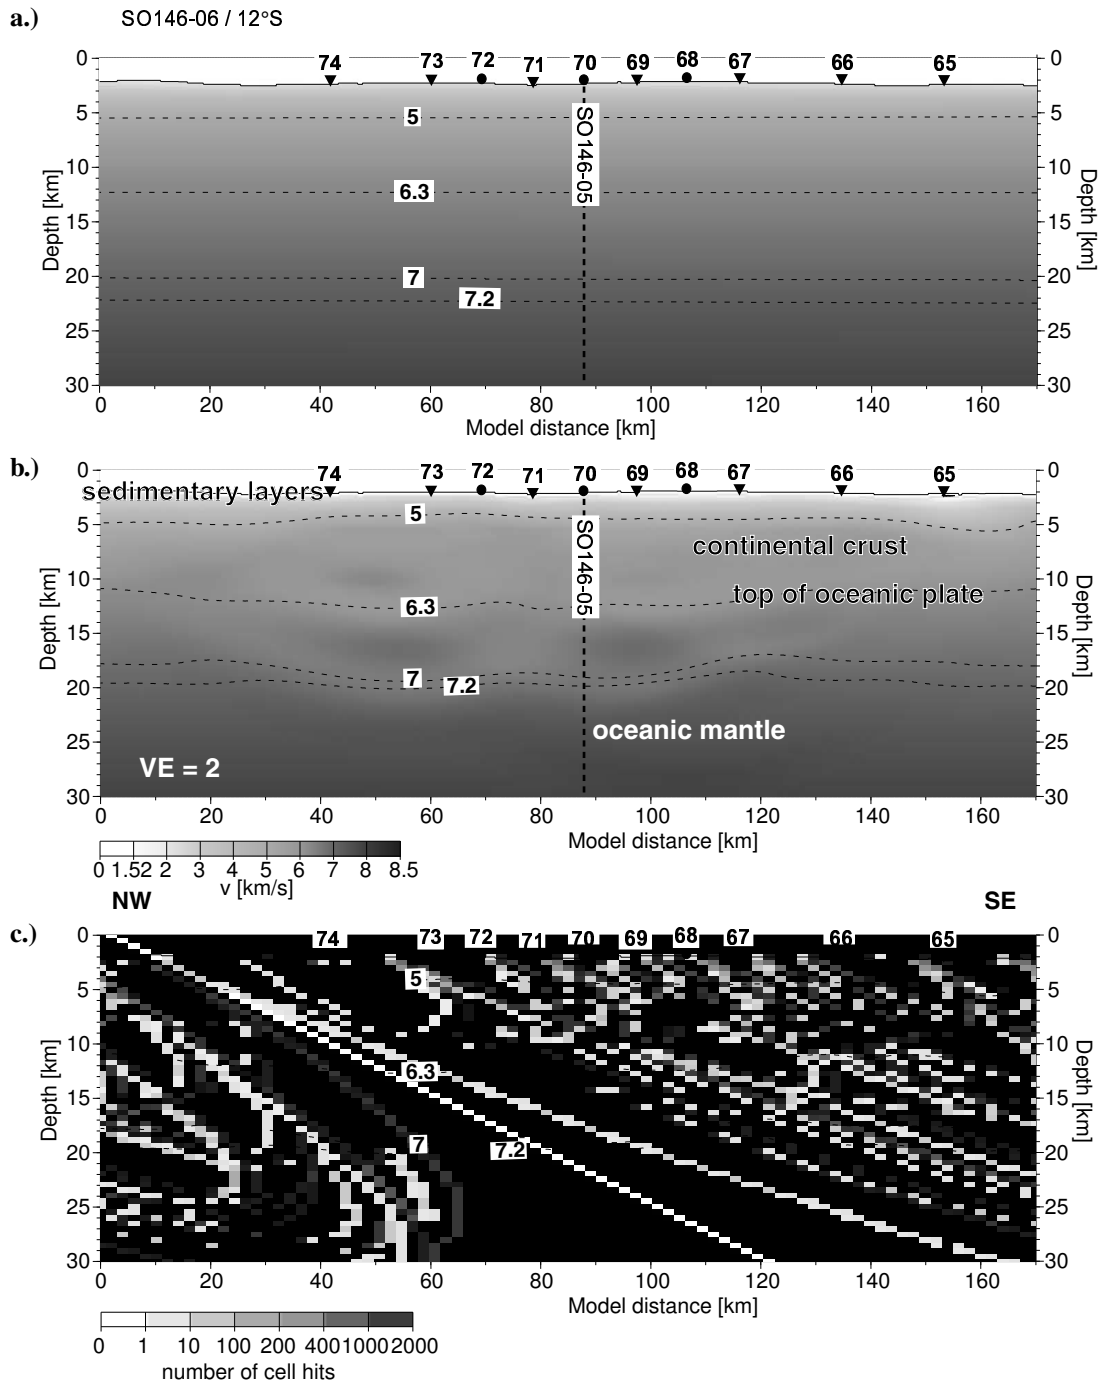 a.) SO146-06 / 12°S
74 73 72 71 70 69 68 67 66 65
0 0
5 5 5
10 10
6.3
15 15
20 7 20
7.2
25 25
30 30
SO146-05
Depth [km]
Depth [km]
0 20 40 60 80 100 120 140 160
Model distance [km]
b.)
74 73 72 71 70 69 68 67 66 65
0 0
sedimentary layers
5 5 5
continental crust
10 10
top of oceanic plate
6.3
15 15
20 7 7.2 20
oceanic mantle
25 25
VE = 2
30 30
SO146-05
Depth [km]
Depth [km]
0 20 40 60 80 100 120 140 160
Model distance [km]
0 1.52 2 3 4 5 6 7 8 8.5
v [km/s]
NW SE
c.)
74 73 72 71 70 69 68 67 66 65
0 0
5 5 5
10 10
6.3
15 15
20 7 7.2 20
25 25
30 30
Depth [km]
Depth [km]
0 20 40 60 80 100 120 140 160
Model distance [km]
0 1 10 100 200 400 1000 2000
number of cell hits